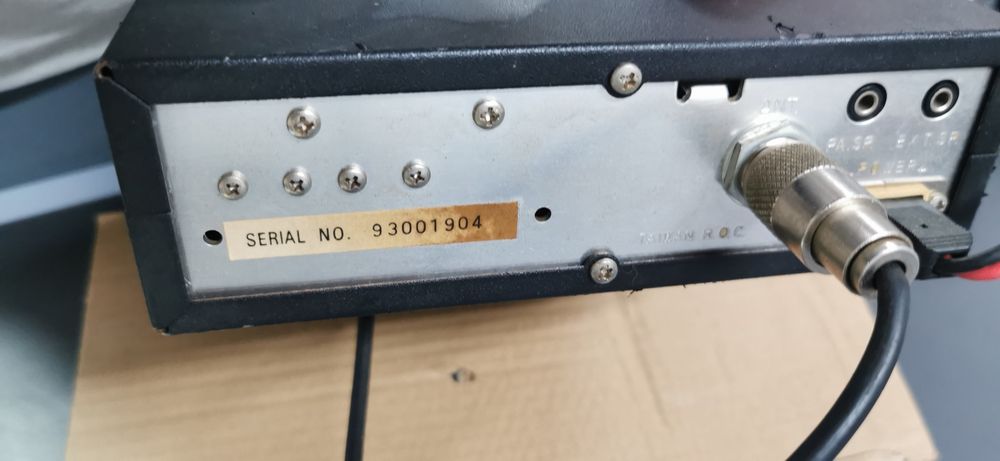 ANT
PA.SP EXT.SP
POWER
SERIAL NO. 93001904
TAIWAN R O C